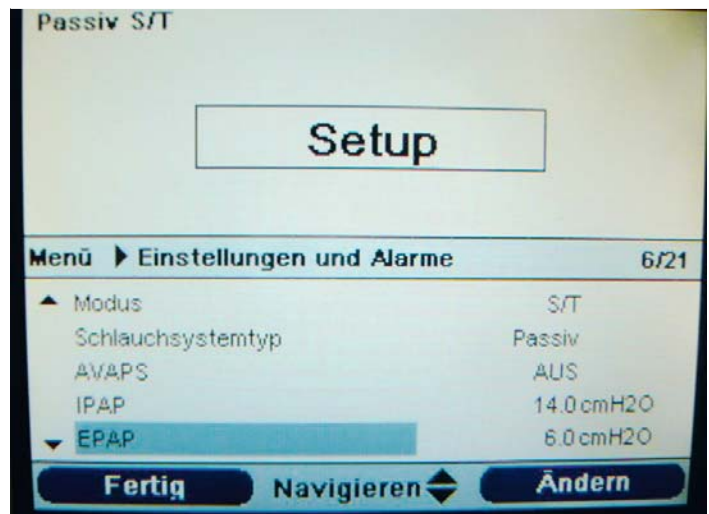 Passiv S/T
Setup
Menü Einstellungen und Alarme 6/21
Modus S/T
Schlauchsystemtyp Passiv
AVAPS AUS
IPAP 14.0 cmH2O
EPAP 6.0 cmH2O
Fertig Navigieren Ändern